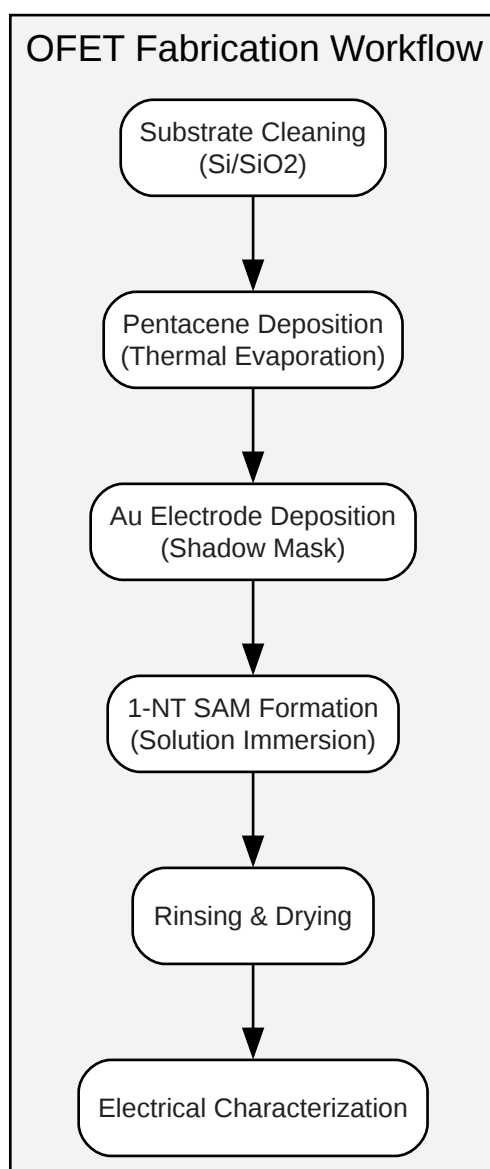 OFET Fabrication Workflow
Substrate Cleaning
(Si/SiO2)
Pentacene Deposition
(Thermal Evaporation)
Au Electrode Deposition
(Shadow Mask)
1-NT SAM Formation
(Solution Immersion)
Rinsing & Drying
Electrical Characterization